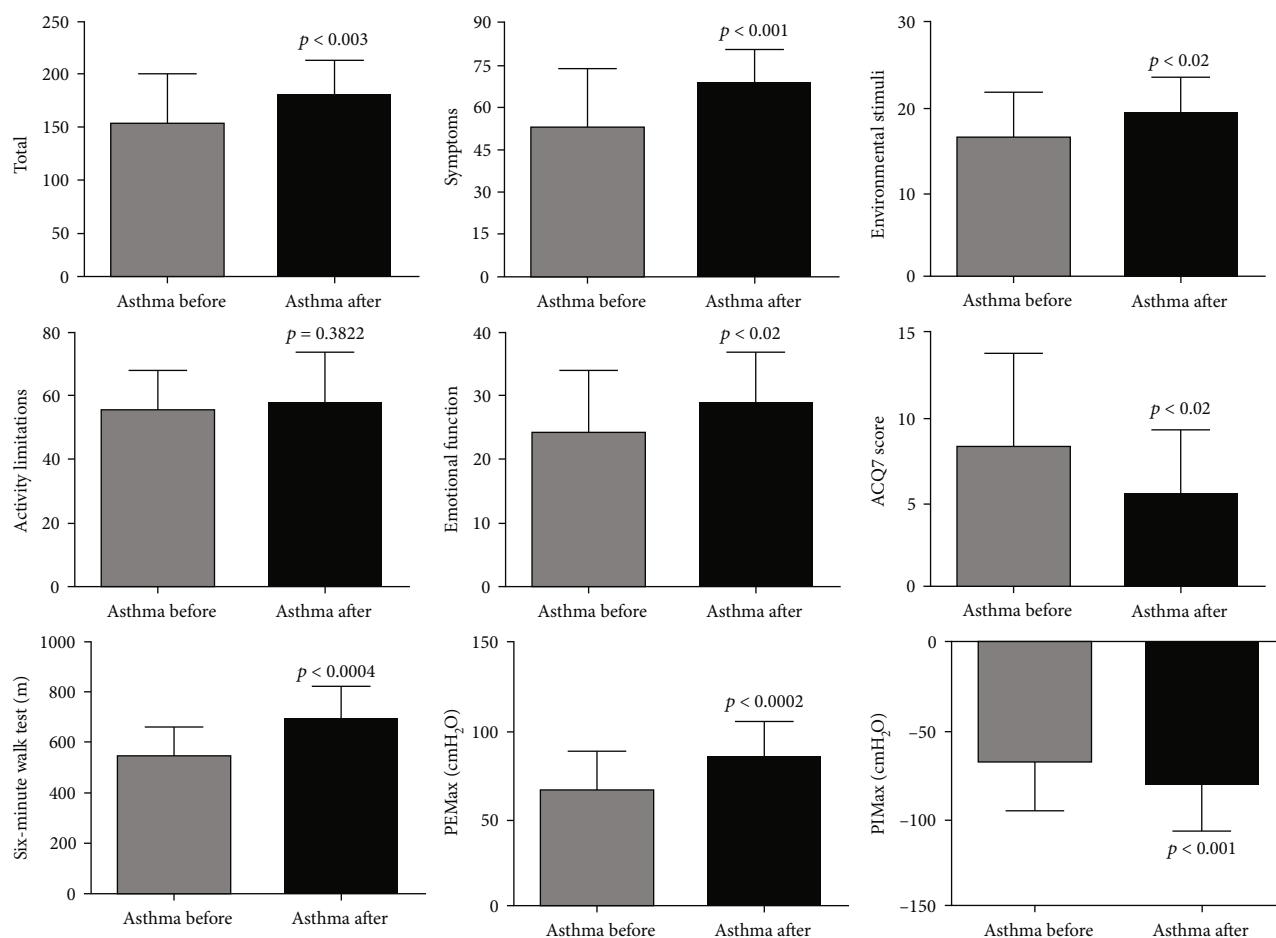 Total
250
200
150
100
50
0
p < 0.003
Asthma before
Asthma after
Symptoms
90
75
60
45
30
15
0
p < 0.001
Asthma before
Asthma after
Environmental stimuli
30
20
10
0
p < 0.02
Asthma before
Asthma after
Activity limitations
80
60
40
20
0
p = 0.3822
Asthma before
Asthma after
Emotional function
40
30
20
10
0
p < 0.02
Asthma before
Asthma after
ACQ7 score
15
10
5
0
p < 0.02
Asthma before
Asthma after
Six-minute walk test (m)
1000
800
600
400
200
0
p < 0.0004
Asthma before
Asthma after
PEMax (cmH₂O)
150
100
50
0
p < 0.0002
Asthma before
Asthma after
PIMax (cmH₂O)
0
–50
–100
–150
p < 0.001
Asthma before
Asthma after